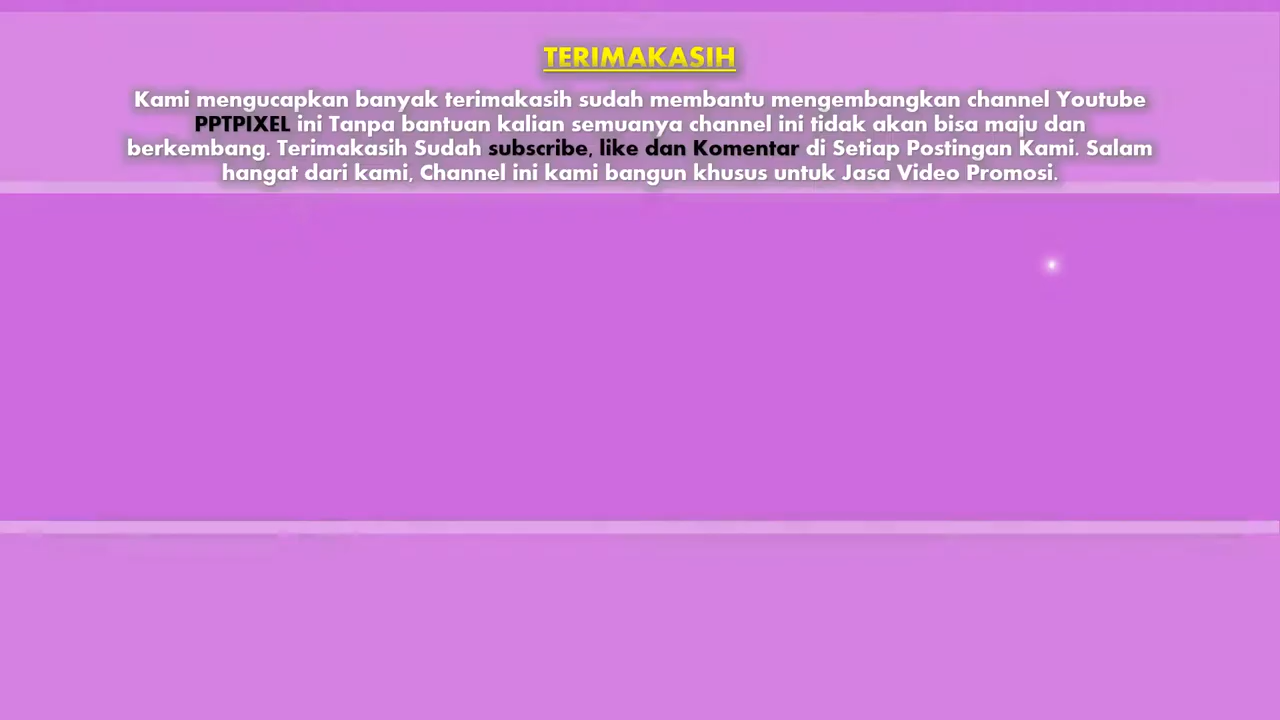 TERIMAKASIH
Kami mengucapkan banyak terimakasih sudah membantu mengembangkan channel Youtube
PPTPIXEL ini Tanpa bantuan kalian semuanya channel ini tidak akan bisa maju dan
berkembang. Terimakasih Sudah subscribe, like dan Komentar di Setiap Postingan Kami. Salam
hangat dari kami, Channel ini kami bangun khusus untuk Jasa Video Promosi.